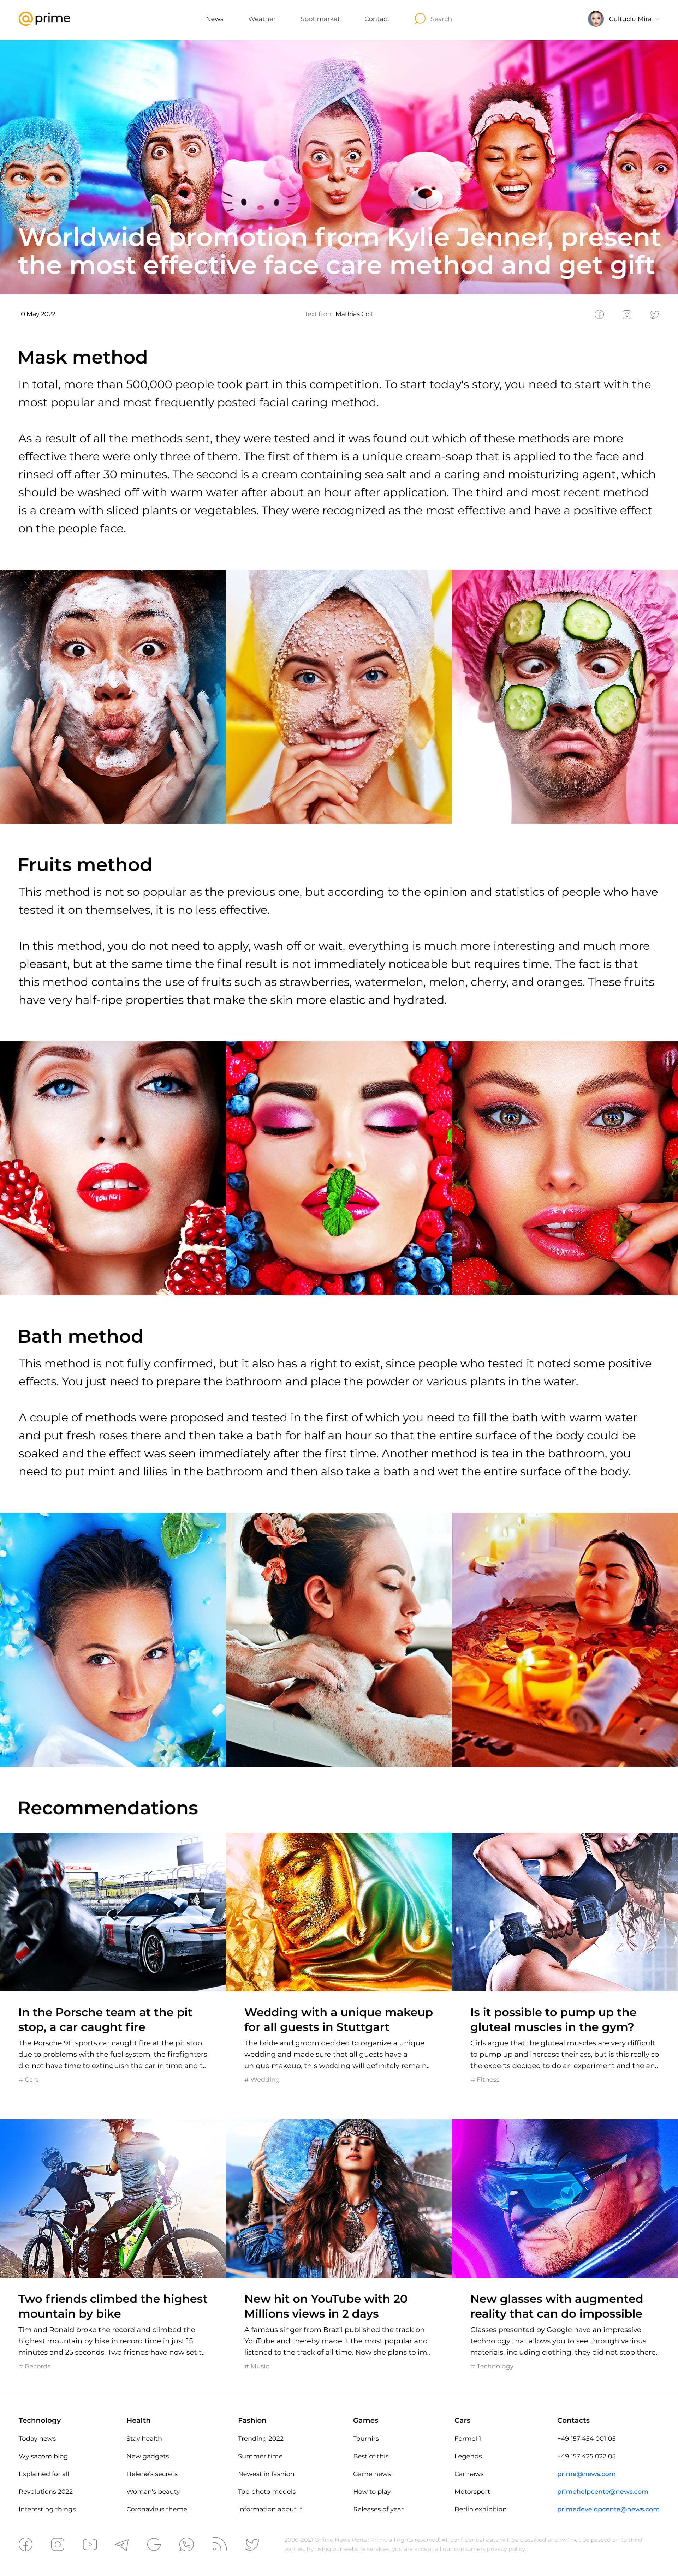 @prime
News
Weather
Spot market
Contact
Search
Cultuclu Mira
Worldwide promotion from Kylie Jenner, present
the most effective face care method and get gift
10 May 2022
Text from Mathias Colt
Mask method
In total, more than 500,000 people took part in this competition. To start today's story, you need to start with the
most popular and most frequently posted facial caring method.
As a result of all the methods sent, they were tested and it was found out which of these methods are more
effective there were only three of them. The first of them is a unique cream-soap that is applied to the face and
rinsed off after 30 minutes. The second is a cream containing sea salt and a caring and moisturizing agent, which
should be washed off with warm water after about an hour after application. The third and most recent method
is a cream with sliced plants or vegetables. They were recognized as the most effective and have a positive effect
on the people face.
Fruits method
This method is not so popular as the previous one, but according to the opinion and statistics of people who have
tested it on themselves, it is no less effective.
In this method, you do not need to apply, wash off or wait, everything is much more interesting and much more
pleasant, but at the same time the final result is not immediately noticeable but requires time. The fact is that
this method contains the use of fruits such as strawberries, watermelon, melon, cherry, and oranges. These fruits
have very half-ripe properties that make the skin more elastic and hydrated.
Bath method
This method is not fully confirmed, but it also has a right to exist, since people who tested it noted some positive
effects. You just need to prepare the bathroom and place the powder or various plants in the water.
A couple of methods were proposed and tested in the first of which you need to fill the bath with warm water
and put fresh roses there and then take a bath for half an hour so that the entire surface of the body could be
soaked and the effect was seen immediately after the first time. Another method is tea in the bathroom, you
need to put mint and lilies in the bathroom and then also take a bath and wet the entire surface of the body.
Recommendations
In the Porsche team at the pit
stop, a car caught fire
The Porsche 911 sports car caught fire at the pit stop
due to problems with the fuel system, the firefighters
did not have time to extinguish the car in time and t..
# Cars
Wedding with a unique makeup
for all guests in Stuttgart
The bride and groom decided to organize a unique
wedding and made sure that all guests have a
unique makeup, this wedding will definitely remain..
# Wedding
Is it possible to pump up the
gluteal muscles in the gym?
Girls argue that the gluteal muscles are very difficult
to pump up and increase their ass, but is this really so
the experts decided to do an experiment and the an..
# Fitness
Two friends climbed the highest
mountain by bike
Tim and Ronald broke the record and climbed the
highest mountain by bike in record time in just 15
minutes and 25 seconds. Two friends have now set t..
# Records
New hit on YouTube with 20
Millions views in 2 days
A famous singer from Brazil published the track on
YouTube and thereby made it the most popular and
listened to the track of all time. Now she plans to im..
# Music
New glasses with augmented
reality that can do impossible
Glasses presented by Google have an impressive
technology that allows you to see through various
materials, including clothing, they did not stop there..
# Technology
Technology
Today news
Wylsacom blog
Explained for all
Revolutions 2022
Interesting things
Health
Stay health
New gadgets
Helene's secrets
Woman's beauty
Coronavirus theme
Fashion
Trending 2022
Summer time
Newest in fashion
Top photo models
Information about it
Games
Tournirs
Best of this
Game news
How to play
Releases of year
Cars
Formel 1
Legends
Car news
Motorsport
Berlin exhibition
Contacts
+49 157 454 001 05
+49 157 425 022 05
prime@news.com
primehelpcente@news.com
primedevelopcente@news.com
2000-2021 Online News Portal Prime all rights reserved. All confidential data will be classified and will not be passed on to third
parties. By using our website services, you are accept all our consument privacy policy.